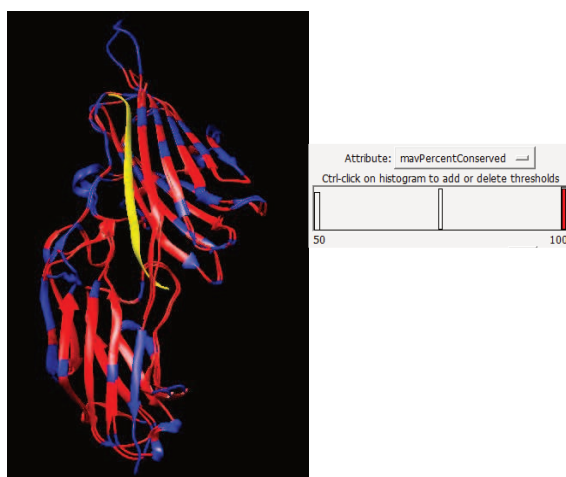 Attribute: mavPercentConserved
Ctrl-click on histogram to add or delete thresholds
50 100